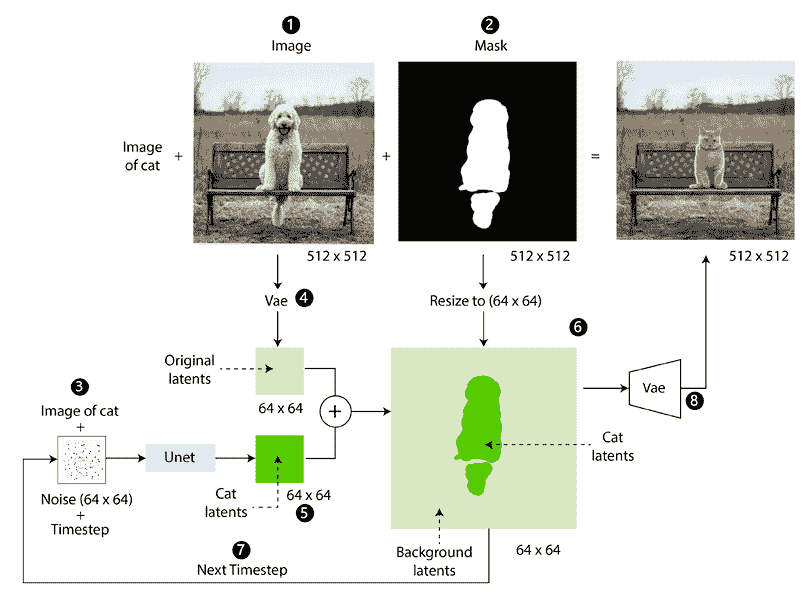 1
Image
2
Mask
Image
of cat
+
+
=
512 x 512
512 x 512
512 x 512
Vae
4
Resize to (64 x 64)
6
Original
latents
64 x 64
3
Image of cat
+
Noise (64 x 64)
+
Timestep
Unet
+
Cat
latents
64 x 64
5
Cat
latents
Vae
8
Background
latents
64 x 64
7
Next Timestep